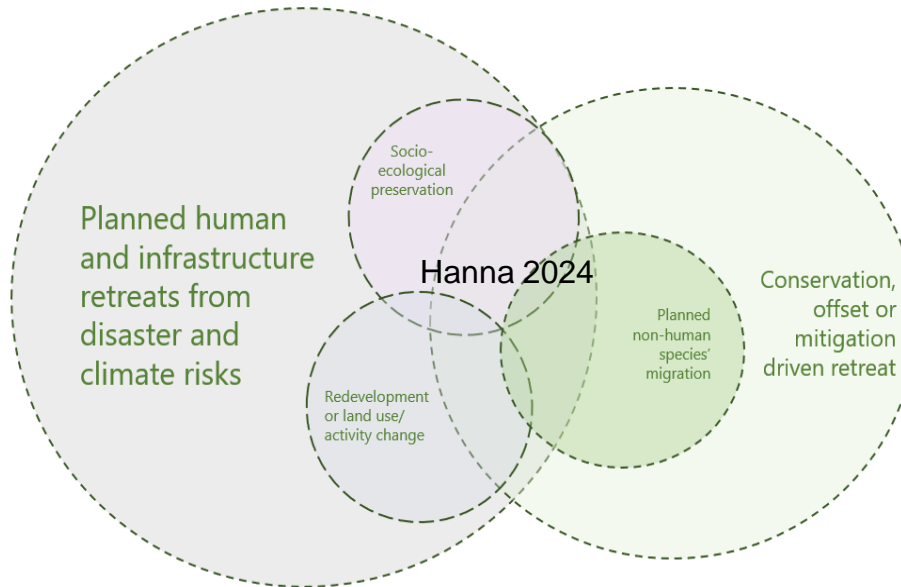 Socio-
ecological
preservation
Planned human
and infrastructure
retreats from
disaster and
climate risks
Hanna 2024
Conservation,
offset or
mitigation
driven retreat
Planned
non-human
species’
migration
Redevelopment
or land use/
activity change